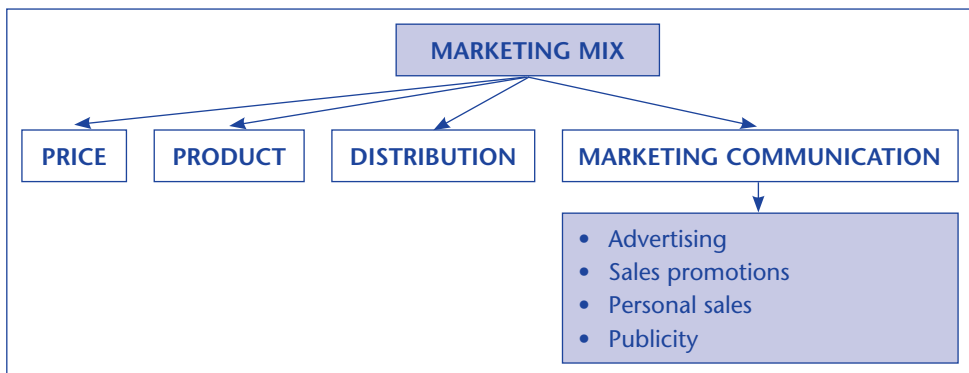 MARKETING MIX
PRICE
PRODUCT
DISTRIBUTION
MARKETING COMMUNICATION
• Advertising
• Sales promotions
• Personal sales
• Publicity